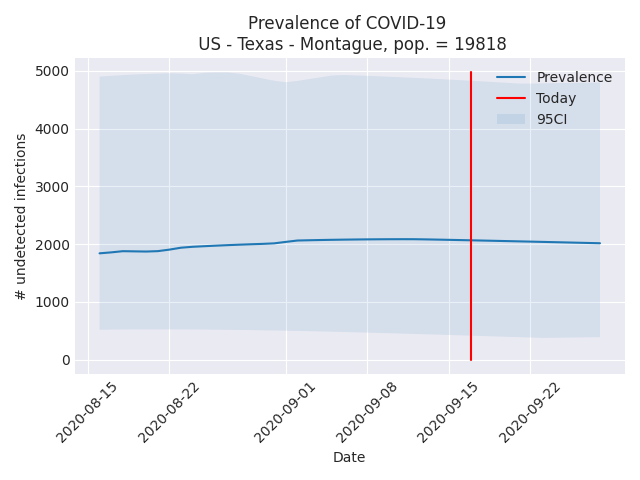 Prevalence of COVID-19
US - Texas - Montague, pop. = 19818
# undetected infections
5000
4000
3000
2000
1000
0
Prevalence
Today
95CI
2020-08-15
2020-08-22
2020-09-01
2020-09-08
2020-09-15
2020-09-22
Date